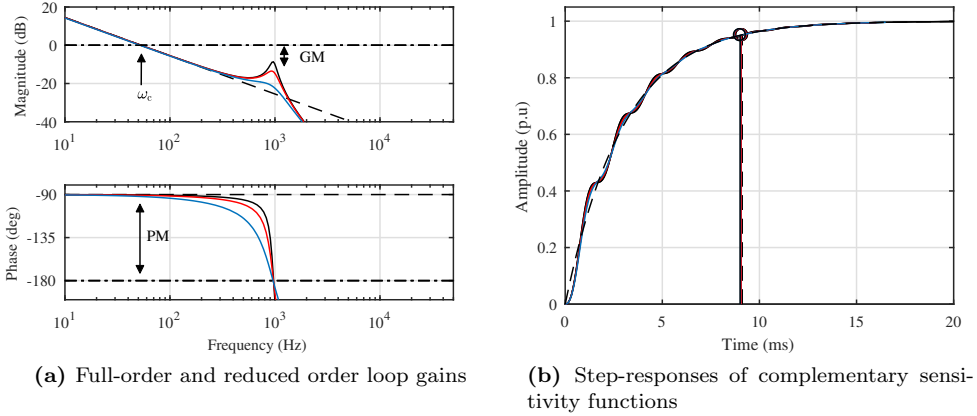 20
0
-20
-40
Magnitude (dB)
GM
ωc
10^1 10^2 10^3 10^4
-90
-135
-180
Phase (deg)
PM
10^1 10^2 10^3 10^4
Frequency (Hz)
(a) Full-order and reduced order loop gains
1
0.8
0.6
0.4
0.2
0
Amplitude (p.u)
0 5 10 15 20
Time (ms)
(b) Step-responses of complementary sensi-
tivity functions